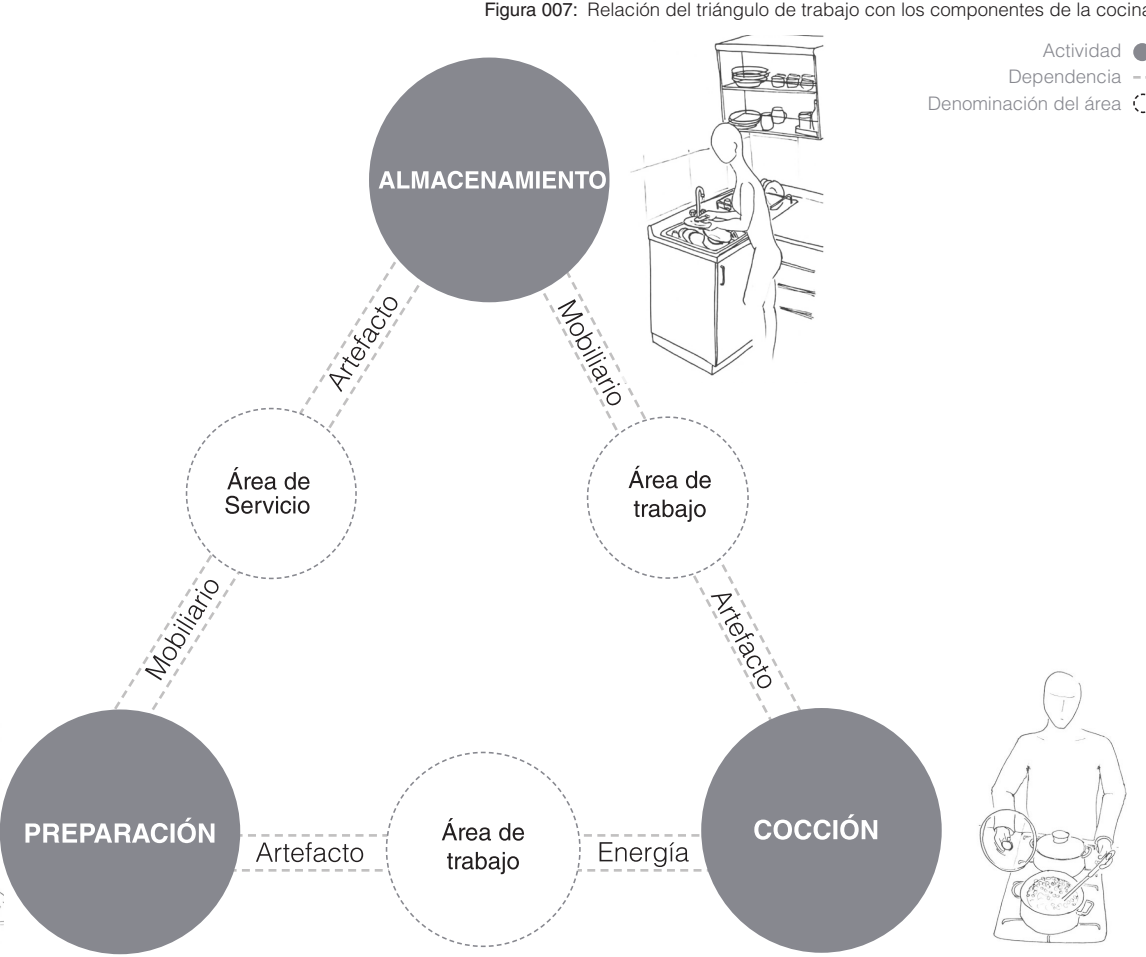 Figura 007: Relación del triángulo de trabajo con los componentes de la cocina
Actividad
Dependencia
Denominación del área
ALMACENAMIENTO
Artefacto
Mobiliario
Área de
Servicio
Área de
trabajo
Mobiliario
Artefacto
PREPARACIÓN
Artefacto
Área de
trabajo
Energía
COCCIÓN